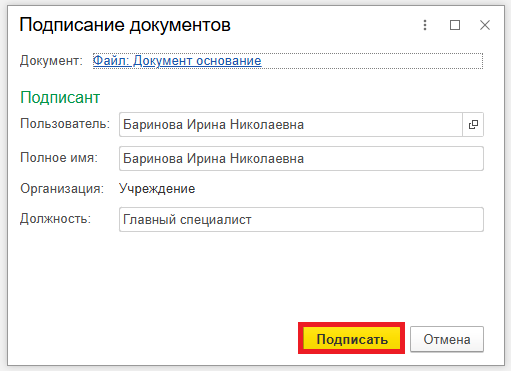 Подписание документов
Документ: Файл: Документ основание
Подписант
Пользователь: Баринова Ирина Николаевна
Полное имя: Баринова Ирина Николаевна
Организация: Учреждение
Должность: Главный специалист
Подписать Отмена